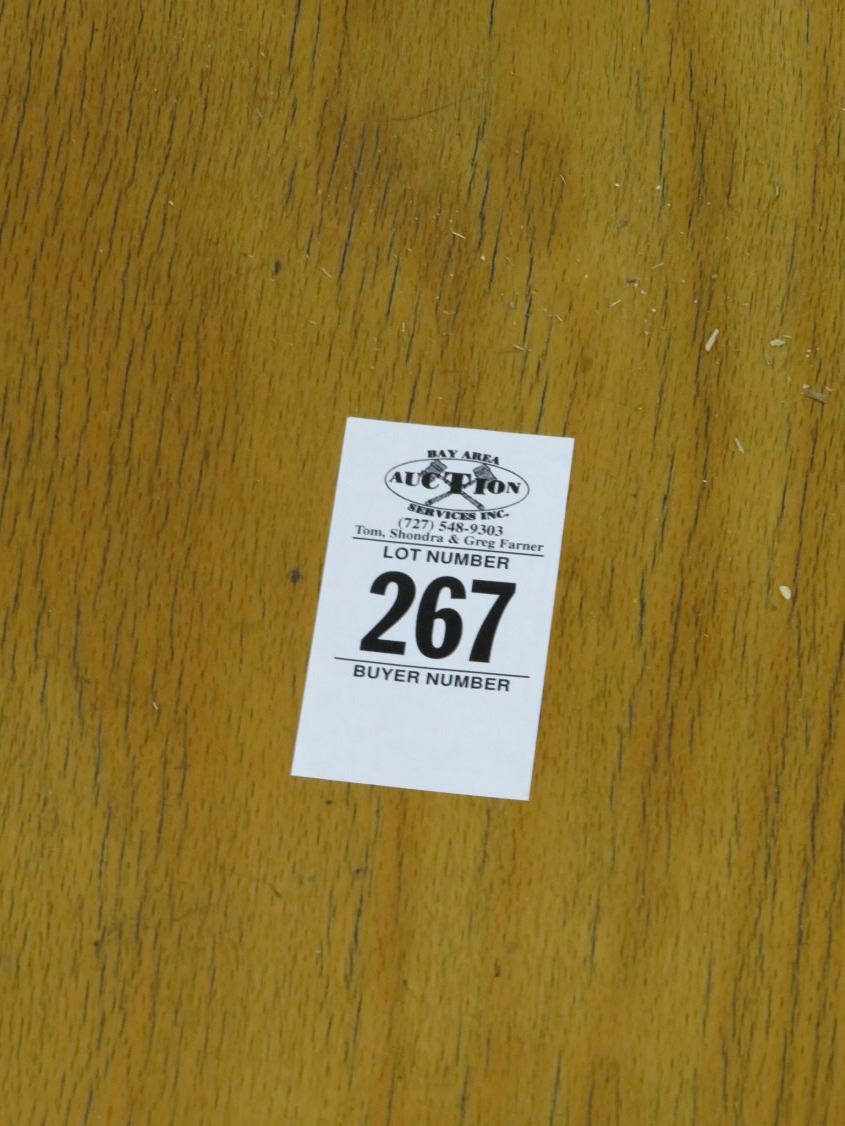 BAY AREA
AUCTION
SERVICES INC.
(727) 548-9303
Tom, Shondra & Greg Farner
LOT NUMBER
267
BUYER NUMBER